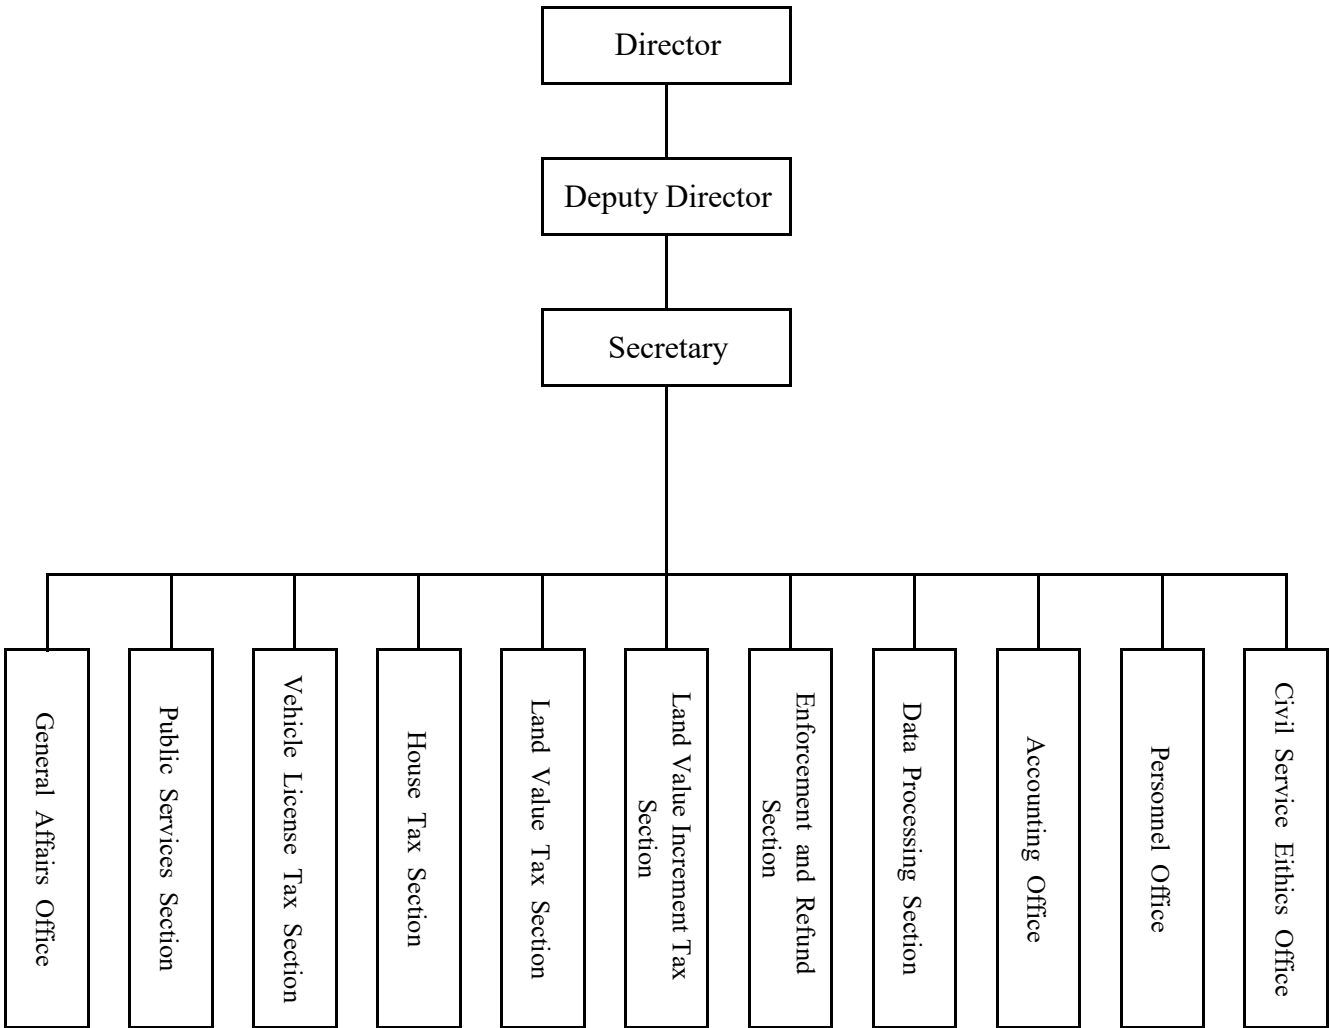 Director
Deputy Director
Secretary
General Affairs Office
Public Services Section
Vehicle License Tax Section
House Tax Section
Land Value Tax Section
Land Value Increment Tax
Section
Enforcement and Refund
Section
Data Processing Section
Accounting Office
Personnel Office
Civil Service Eithics Office